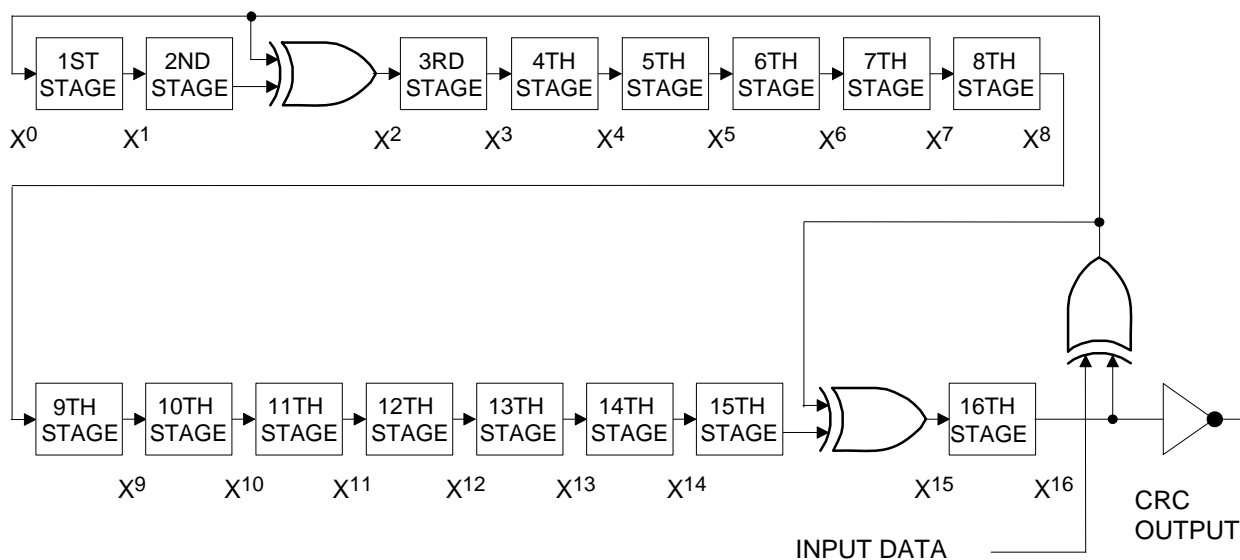 1ST STAGE
2ND STAGE
3RD STAGE
4TH STAGE
5TH STAGE
6TH STAGE
7TH STAGE
8TH STAGE
X⁰ X¹ X² X³ X⁴ X⁵ X⁶ X⁷ X⁸
9TH STAGE
10TH STAGE
11TH STAGE
12TH STAGE
13TH STAGE
14TH STAGE
15TH STAGE
16TH STAGE
X⁹ X¹⁰ X¹¹ X¹² X¹³ X¹⁴ X¹⁵ X¹⁶
CRC
OUTPUT
INPUT DATA